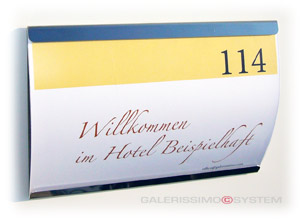 114
Willkommen
im Hotel Beispielhaft
GALERISSIMO©SYSTEM